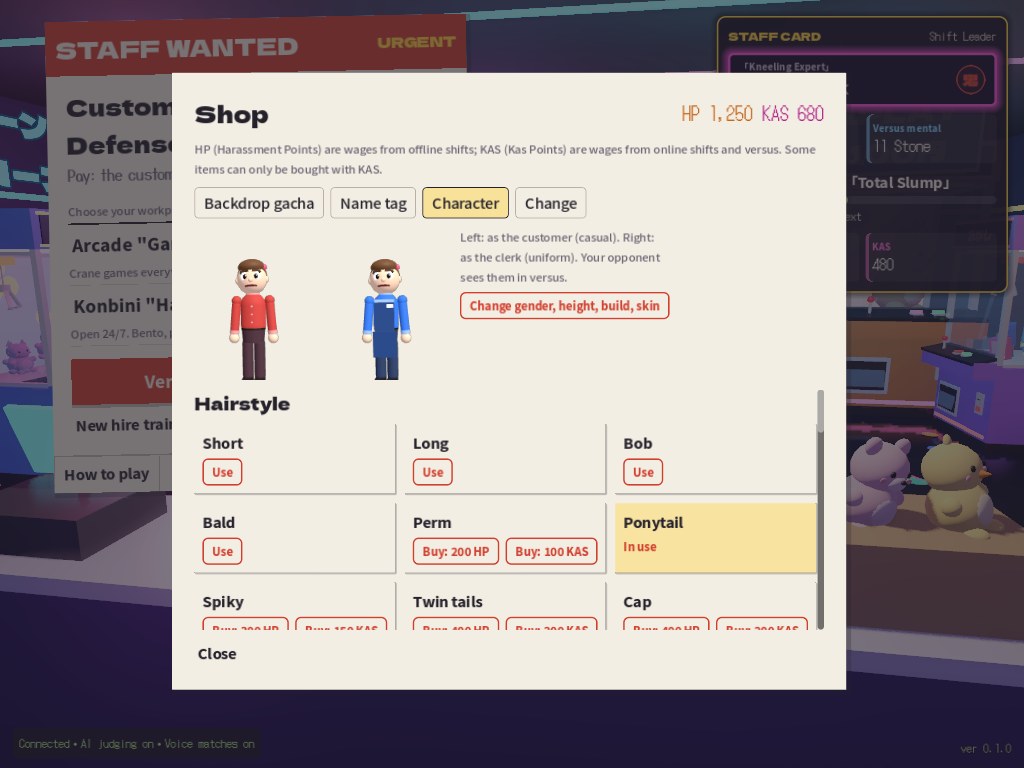 STAFF WANTED
URGENT
Custom
Defens
Pay: the custom
Choose your workp
Arcade "Ga
Crane games every
Konbini "Ha
Open 24/7. Bento, p
Ver
New hire train
How to play
STAFF CARD
Shift Leader
「Kneeling Expert」
Versus mental
11 Stone
「Total Slump」
ext
KAS
480
Shop
HP 1,250 KAS 680
HP (Harassment Points) are wages from offline shifts; KAS (Kas Points) are wages from online shifts and versus. Some
items can only be bought with KAS.
Backdrop gacha
Name tag
Character
Change
Left: as the customer (casual). Right:
as the clerk (uniform). Your opponent
sees them in versus.
Change gender, height, build, skin
Hairstyle
Short
Use
Long
Use
Bob
Use
Bald
Use
Perm
Buy: 200 HP
Buy: 100 KAS
Ponytail
In use
Spiky
Twin tails
Cap
Close
Connected • AI judging on • Voice matches on
ver 0.1.0